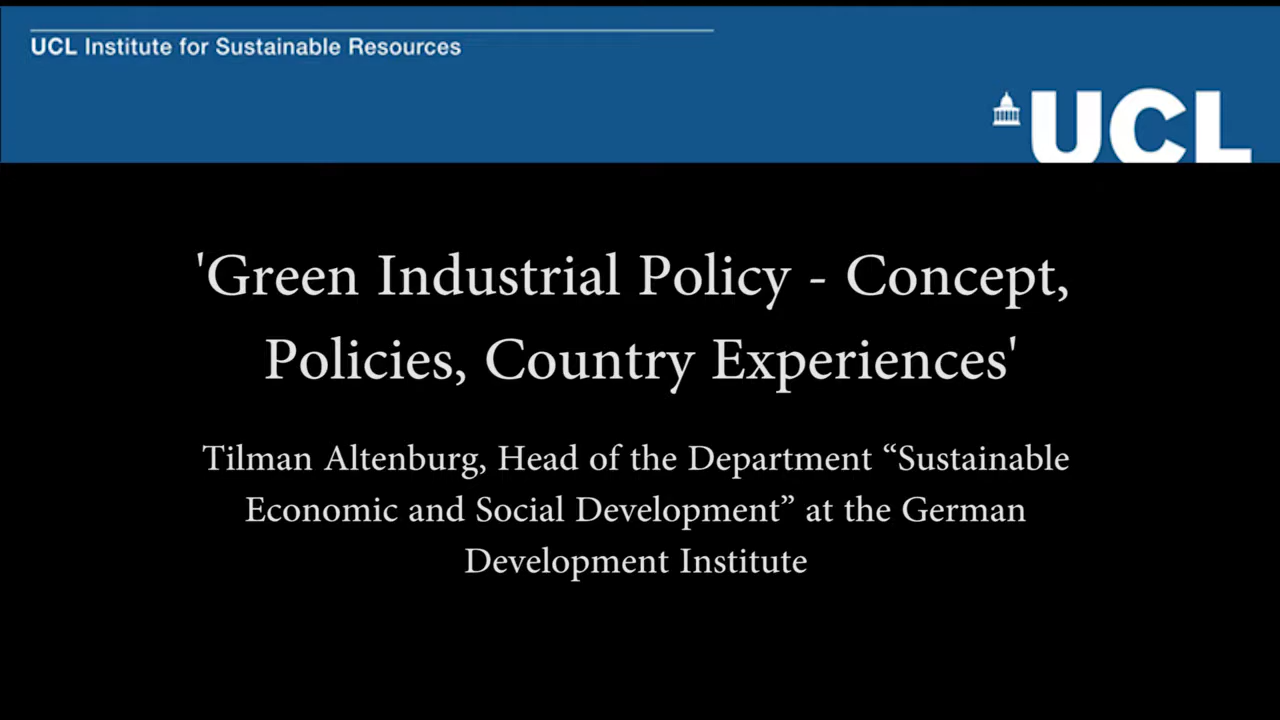 UCL Institute for Sustainable Resources
UCL
'Green Industrial Policy - Concept,
Policies, Country Experiences'
Tilman Altenburg, Head of the Department “Sustainable
Economic and Social Development” at the German
Development Institute